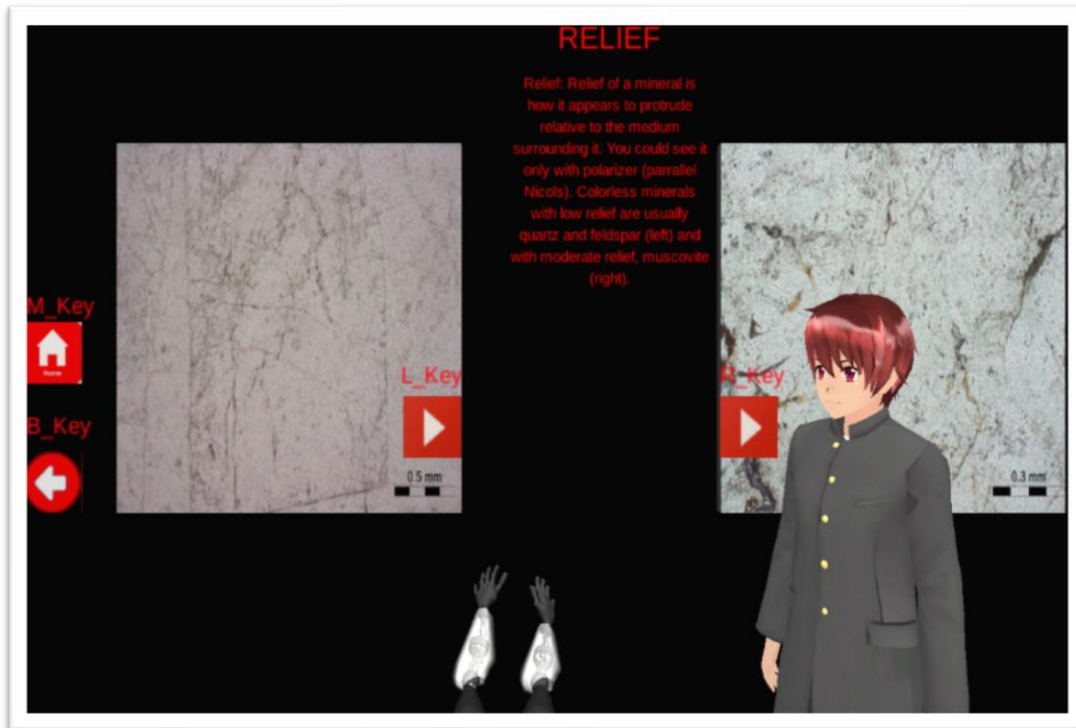 RELIEF
Relief: Relief of a mineral is
how it appears to protrude
relative to the medium
surrounding it. You could see it
only with polarizer (parrallel
Nicols). Colorless minerals
with low relief are usually
quartz and feldspar (left) and
with moderate relief, muscovite
(right).
M_Key
Home
B_Key
L_Key
0.5 mm
R_Key
0.3 mm